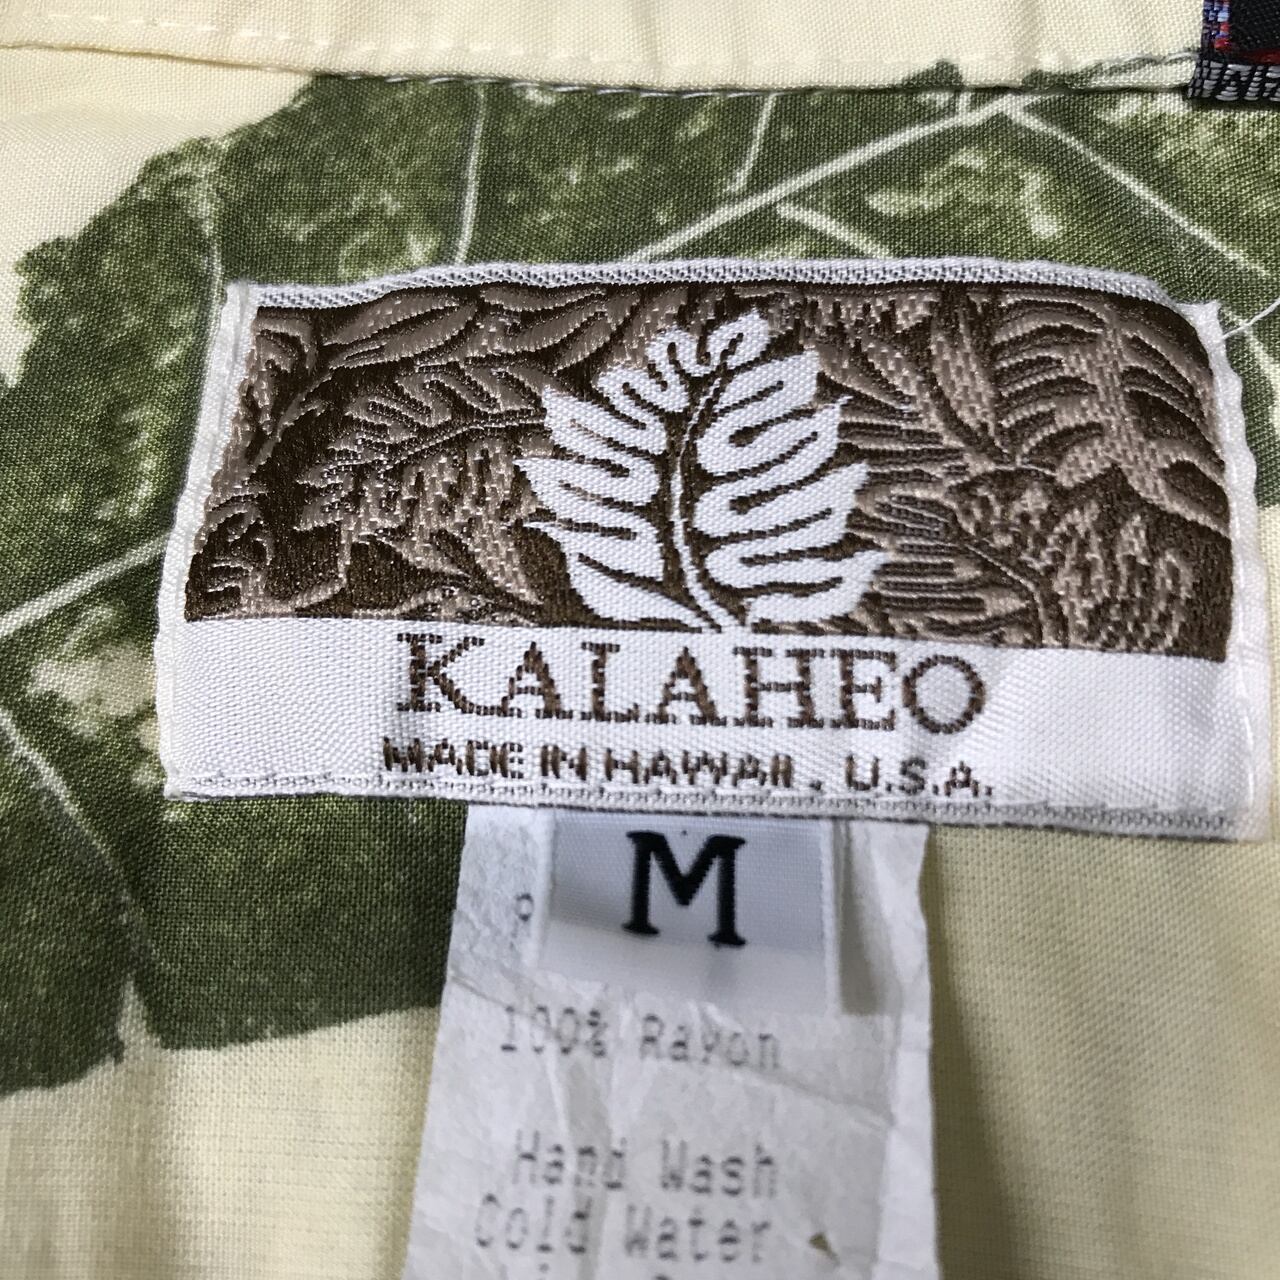 KALAHEO
MADE IN HAWAII. U.S.A.
M
100% Rayon
Hand Wash
Cold Water